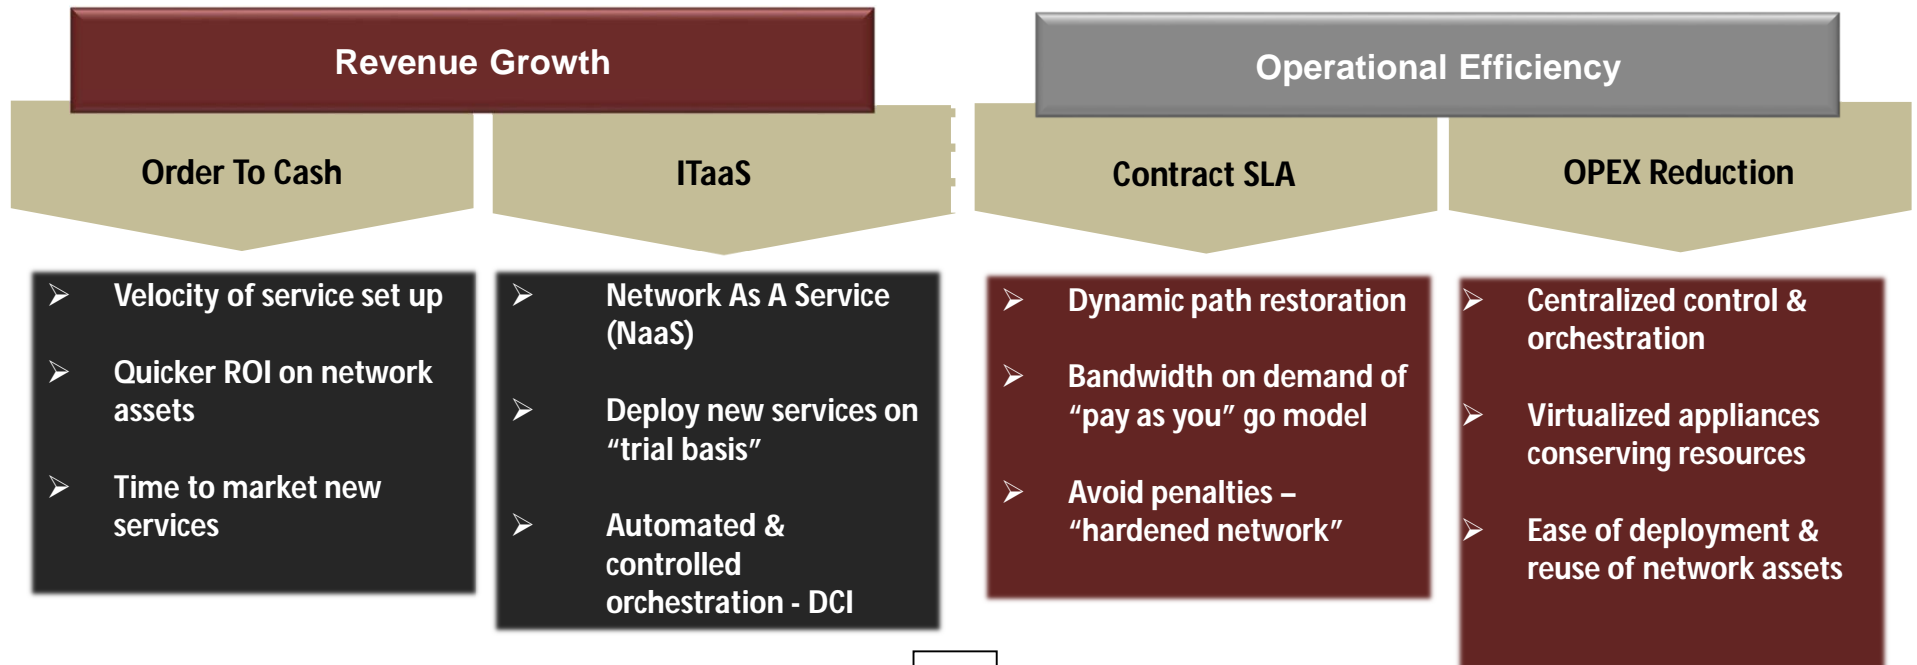 Revenue Growth
Operational Efficiency
Order To Cash
ITaaS
Contract SLA
OPEX Reduction
➢ Velocity of service set up
➢ Quicker ROI on network
assets
➢ Time to market new
services
➢ Network As A Service
(NaaS)
➢ Deploy new services on
“trial basis”
➢ Automated &
controlled
orchestration - DCI
➢ Dynamic path restoration
➢ Bandwidth on demand of
“pay as you” go model
➢ Avoid penalties –
“hardened network”
➢ Centralized control &
orchestration
➢ Virtualized appliances
conserving resources
➢ Ease of deployment &
reuse of network assets